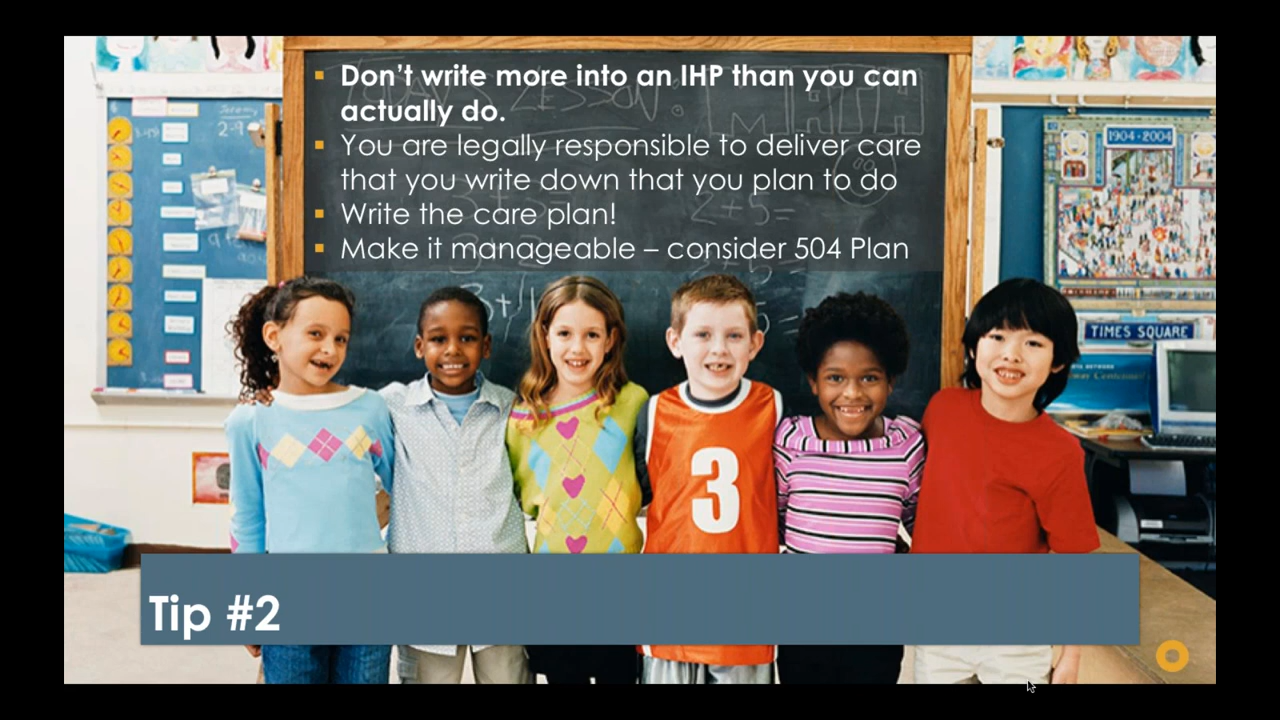 Don't write more into an IHP than you can
actually do.
You are legally responsible to deliver care
that you write down that you plan to do
Write the care plan!
Make it manageable – consider 504 Plan
1904 • 2004
TIMES SQUARE
3
Tip #2